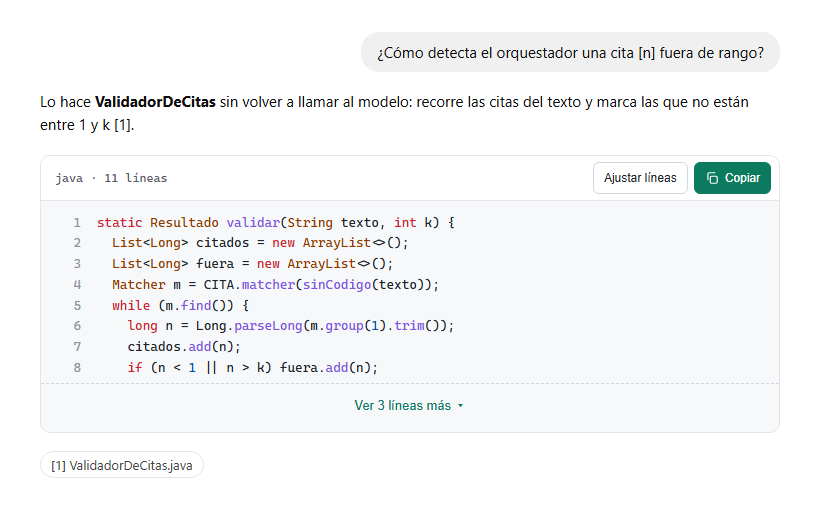 ¿Cómo detecta el orquestador una cita [n] fuera de rango?
Lo hace ValidadorDeCitas sin volver a llamar al modelo: recorre las citas del texto y marca las que no están
entre 1 y k [1].
java · 11 líneas
Ajustar líneas
Copiar
1 static Resultado validar(String texto, int k) {
2 List<Long> citados = new ArrayList<>();
3 List<Long> fuera = new ArrayList<>();
4 Matcher m = CITA.matcher(sinCodigo(texto));
5 while (m.find()) {
6 long n = Long.parseLong(m.group(1).trim());
7 citados.add(n);
8 if (n < 1 || n > k) fuera.add(n);
Ver 3 líneas más
[1] ValidadorDeCitas.java